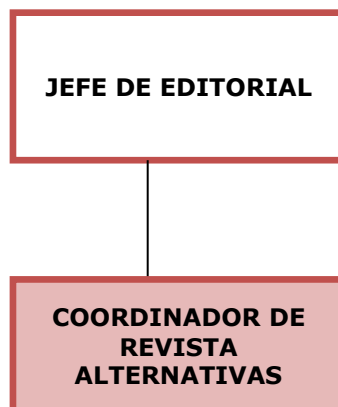 JEFE DE EDITORIAL
COORDINADOR DE
REVISTA
ALTERNATIVAS